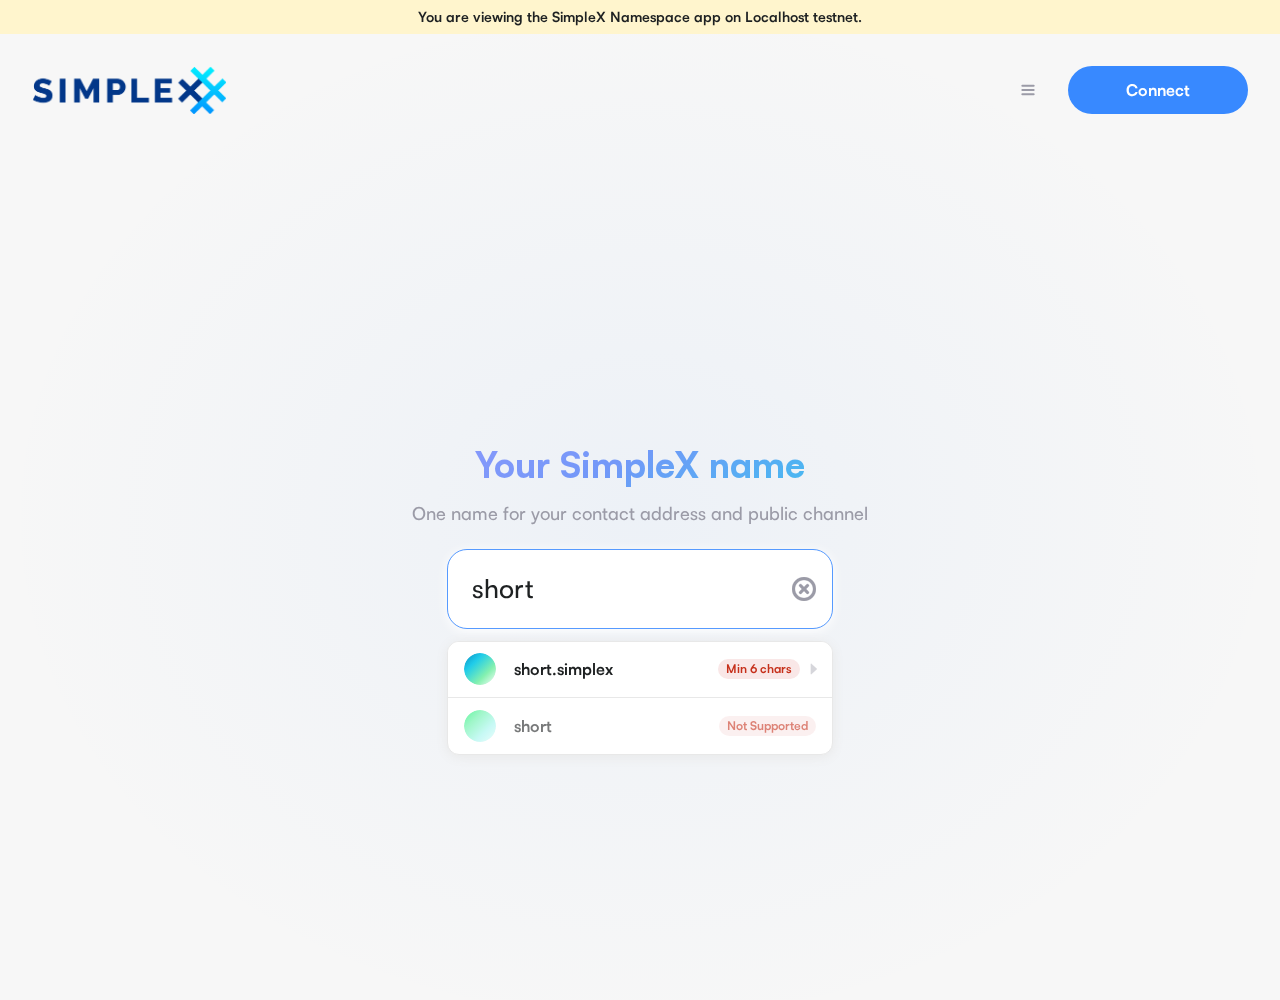 You are viewing the SimpleX Namespace app on Localhost testnet.
SIMPLEX
Connect
Your SimpleX name
One name for your contact address and public channel
short
short.simplex Min 6 chars
short Not Supported